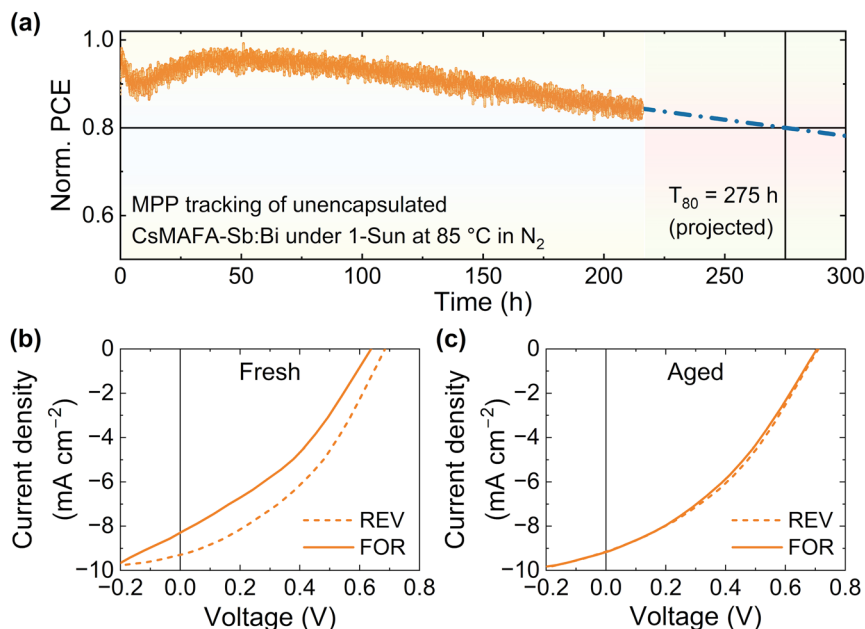 (a)
1.0
0.8
0.6
Norm. PCE
MPP tracking of unencapsulated
CsMAFA-Sb:Bi under 1-Sun at 85 °C in N₂
T₈₀ = 275 h
(projected)
0 50 100 150 200 250 300
Time (h)
(b)
Fresh
0
−2
−4
−6
−8
−10
Current density
(mA cm⁻²)
REV
FOR
−0.2 0.0 0.2 0.4 0.6 0.8
Voltage (V)
(c)
Aged
0
−2
−4
−6
−8
−10
Current density
(mA cm⁻²)
REV
FOR
−0.2 0.0 0.2 0.4 0.6 0.8
Voltage (V)